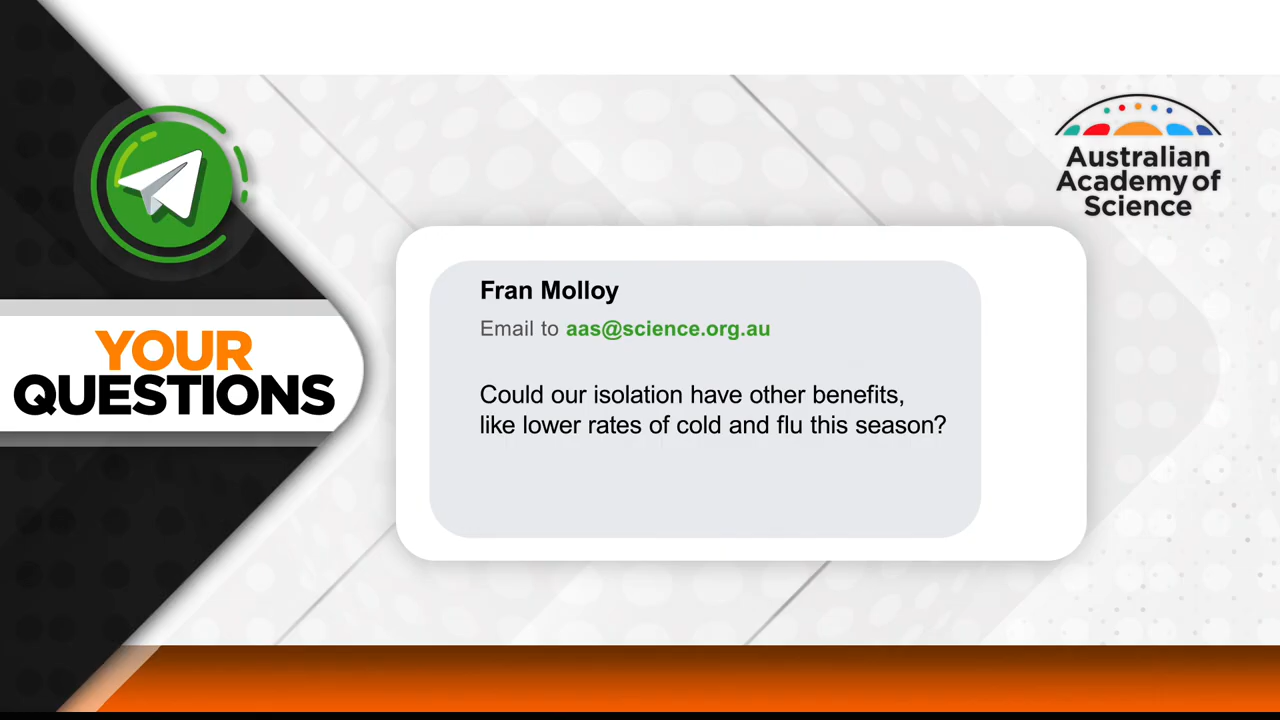 YOUR
QUESTIONS
Australian
Academy of
Science
Fran Molloy
Email to aas@science.org.au
Could our isolation have other benefits,
like lower rates of cold and flu this season?